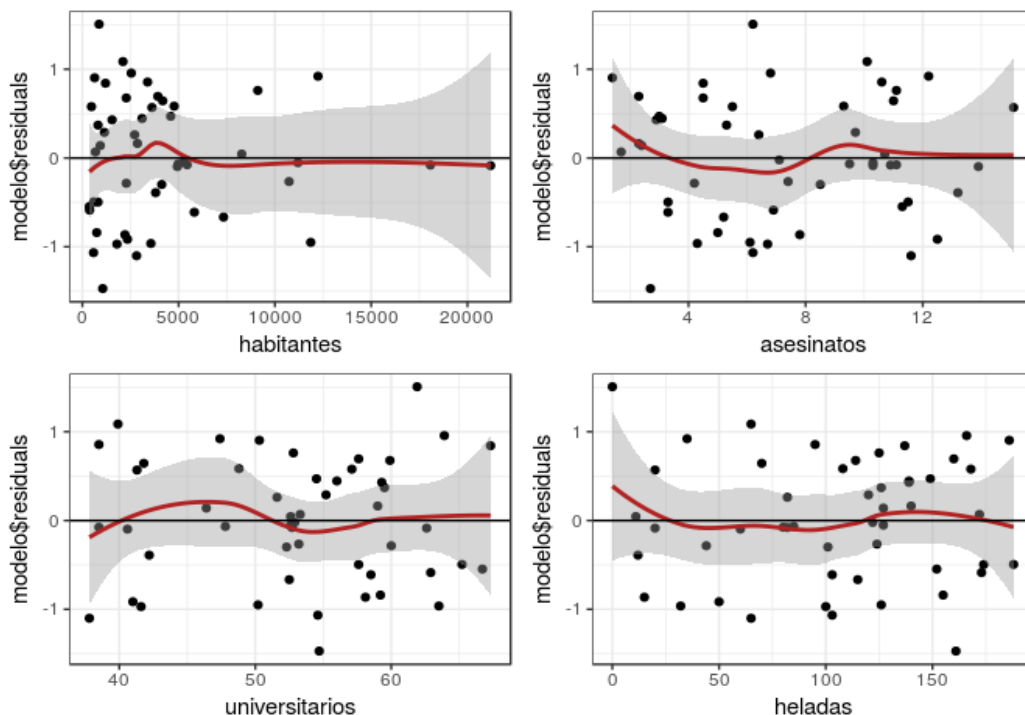 modelo$residuals
1
0
-1
0 5000 10000 15000 20000
habitantes
modelo$residuals
1
0
-1
4 8 12
asesinatos
modelo$residuals
1
0
-1
40 50 60
universitarios
modelo$residuals
1
0
-1
0 50 100 150
heladas